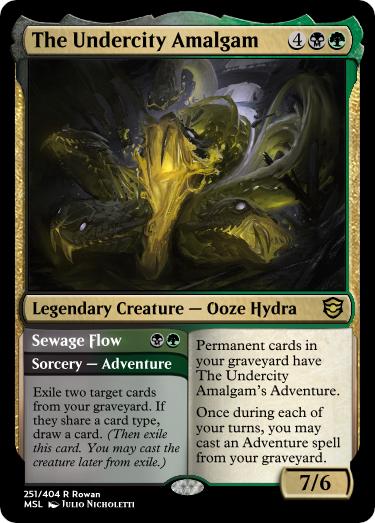 The Undercity Amalgam 4
Legendary Creature — Ooze Hydra
Sewage Flow
Sorcery — Adventure
Exile two target cards
from your graveyard. If
they share a card type,
draw a card. (Then exile
this card. You may cast the
creature later from exile.)
Permanent cards in
your graveyard have
The Undercity
Amalgam's Adventure.
Once during each of
your turns, you may
cast an Adventure spell
from your graveyard.
7/6
251/404 R Rowan
MSL Julio Nicholetti